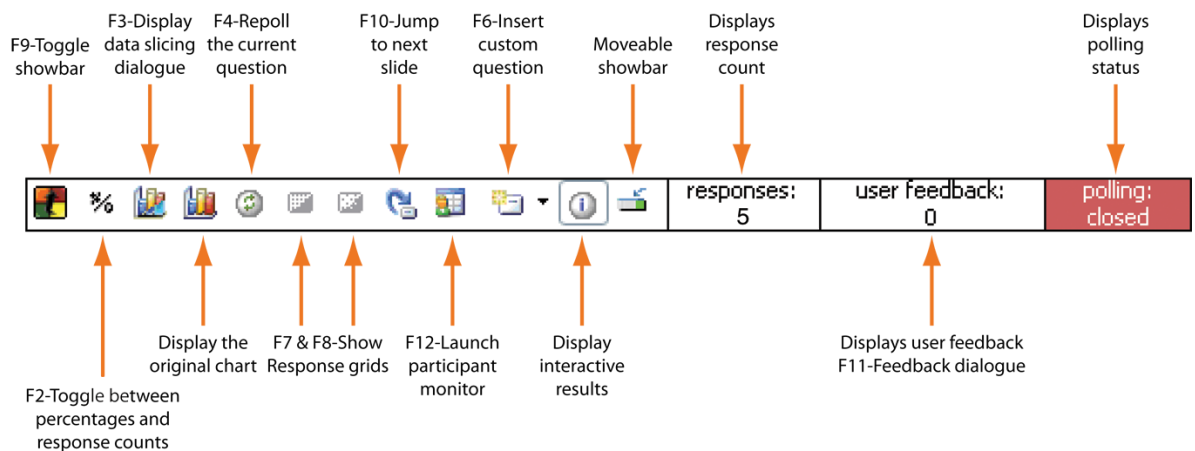 F9-Toggle
showbar
F3-Display
data slicing
dialogue
F4-Repoll
the current
question
F10-Jump
to next
slide
F6-Insert
custom
question
Moveable
showbar
Displays
response
count
Displays
polling
status
responses:
5
user feedback:
0
polling:
closed
F2-Toggle between
percentages and
response counts
Display the
original chart
F7 & F8-Show
Response grids
F12-Launch
participant
monitor
Display
interactive
results
Displays user feedback
F11-Feedback dialogue